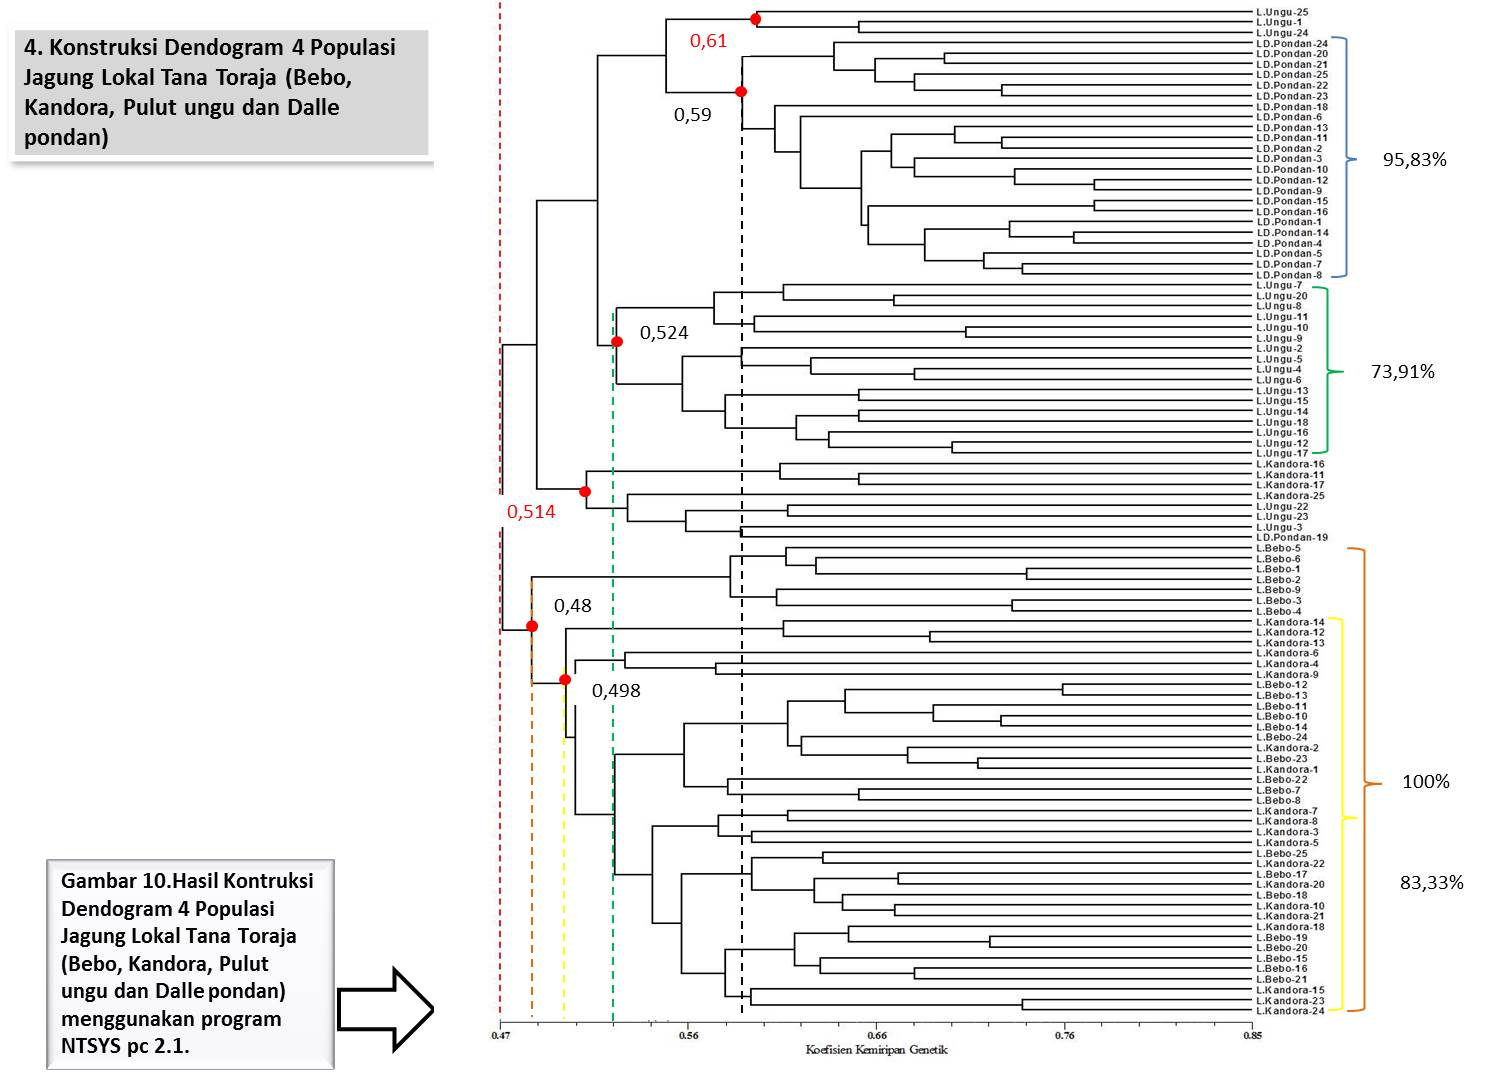 4. Konstruksi Dendogram 4 Populasi
Jagung Lokal Tana Toraja (Bebo,
Kandora, Pulut ungu dan Dalle
pondan)
L.Ungu-25
L.Ungu-1
L.Ungu-24
LD.Pondan-24
LD.Pondan-20
LD.Pondan-21
LD.Pondan-25
LD.Pondan-22
LD.Pondan-23
LD.Pondan-18
LD.Pondan-6
LD.Pondan-13
LD.Pondan-11
LD.Pondan-2
LD.Pondan-3
LD.Pondan-10
LD.Pondan-12
LD.Pondan-9
LD.Pondan-15
LD.Pondan-16
LD.Pondan-1
LD.Pondan-14
LD.Pondan-4
LD.Pondan-5
LD.Pondan-7
LD.Pondan-8
L.Ungu-7
L.Ungu-20
L.Ungu-8
L.Ungu-11
L.Ungu-10
L.Ungu-9
L.Ungu-2
L.Ungu-5
L.Ungu-4
L.Ungu-6
L.Ungu-13
L.Ungu-15
L.Ungu-14
L.Ungu-18
L.Ungu-16
L.Ungu-12
L.Ungu-17
L.Kandora-16
L.Kandora-11
L.Kandora-17
L.Kandora-25
L.Ungu-22
L.Ungu-23
L.Ungu-3
LD.Pondan-19
L.Bebo-5
L.Bebo-6
L.Bebo-1
L.Bebo-2
L.Bebo-9
L.Bebo-3
L.Bebo-4
L.Kandora-14
L.Kandora-12
L.Kandora-13
L.Kandora-6
L.Kandora-4
L.Kandora-9
L.Bebo-12
L.Bebo-13
L.Bebo-11
L.Bebo-10
L.Bebo-14
L.Bebo-24
L.Kandora-2
L.Bebo-23
L.Kandora-1
L.Bebo-22
L.Bebo-7
L.Bebo-8
L.Kandora-7
L.Kandora-8
L.Kandora-3
L.Kandora-5
L.Bebo-25
L.Kandora-22
L.Bebo-17
L.Kandora-20
L.Bebo-18
L.Kandora-10
L.Kandora-21
L.Kandora-18
L.Bebo-19
L.Bebo-20
L.Bebo-15
L.Bebo-16
L.Bebo-21
L.Kandora-15
L.Kandora-23
L.Kandora-24
0,61
0,59
0,524
0,514
0,48
0,498
95,83%
73,91%
100%
83,33%
0.47
0.56
0.66
0.76
0.85
Koefisien Kemiripan Genetik
Gambar 10.Hasil Kontruksi
Dendogram 4 Populasi
Jagung Lokal Tana Toraja
(Bebo, Kandora, Pulut
ungu dan Dalle pondan)
menggunakan program
NTSYS pc 2.1.